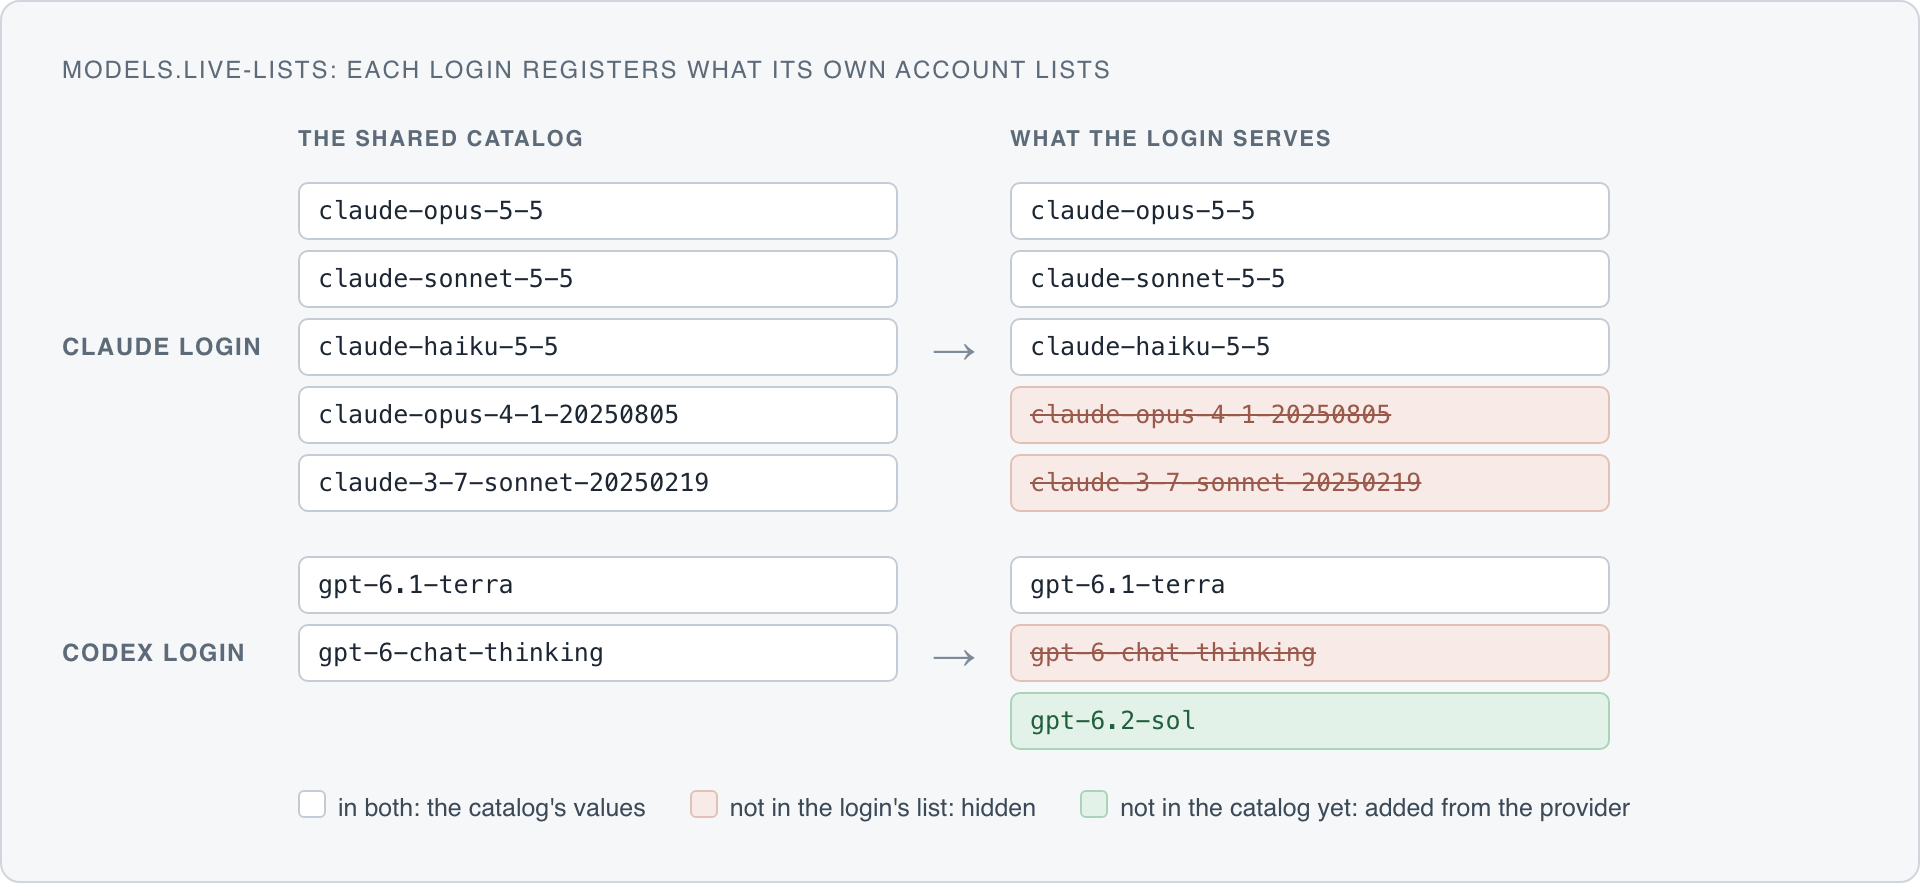 MODELS.LIVE-LISTS: EACH LOGIN REGISTERS WHAT ITS OWN ACCOUNT LISTS
THE SHARED CATALOG
WHAT THE LOGIN SERVES
CLAUDE LOGIN
claude-opus-5-5
claude-sonnet-5-5
claude-haiku-5-5
claude-opus-4-1-20250805
claude-3-7-sonnet-20250219
→
claude-opus-5-5
claude-sonnet-5-5
claude-haiku-5-5
claude-opus-4-1-20250805
claude-3-7-sonnet-20250219
CODEX LOGIN
gpt-6.1-terra
gpt-6-chat-thinking
→
gpt-6.1-terra
gpt-6-chat-thinking
gpt-6.2-sol
in both: the catalog's values
not in the login's list: hidden
not in the catalog yet: added from the provider